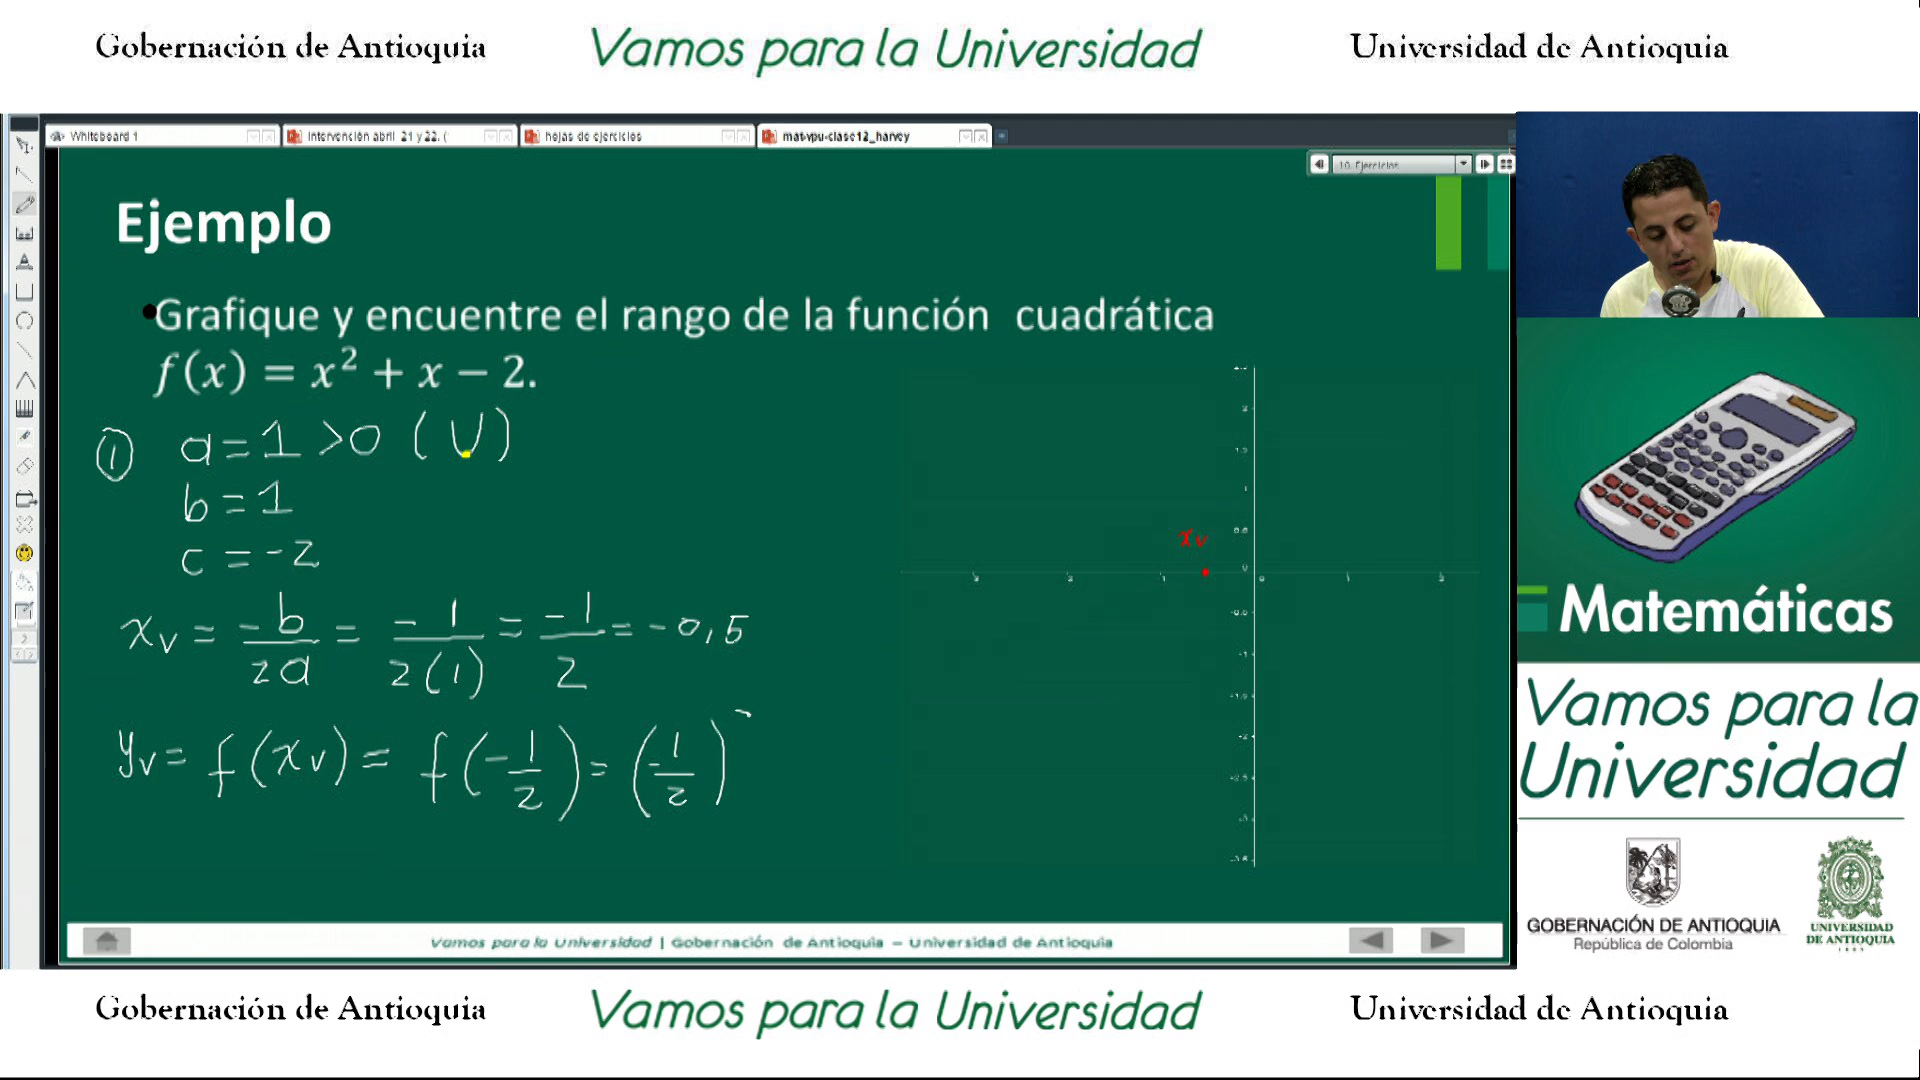 Gobernación de Antioquia Vamos para la Universidad Universidad de Antioquia
Whiteboard 1 Intervención abril 21 y 22. ( hojas de ejercicios mat-vpu-clase12_harvey
10. Ejercicios
Ejemplo
•Grafique y encuentre el rango de la función cuadrática
f(x) = x² + x − 2.
① a = 1 >0 ( U )
b = 1
c = -2
xv = -b/2a = -1/2(1) = -1/2 = -0,5
yv = f(xv) = f(-1/2) = (-1/2)
xv
Vamos para la Universidad | Gobernación de Antioquia – Universidad de Antioquia
Matemáticas
Vamos para la
Universidad
GOBERNACIÓN DE ANTIOQUIA
República de Colombia
UNIVERSIDAD
DE ANTIOQUIA
Gobernación de Antioquia Vamos para la Universidad Universidad de Antioquia